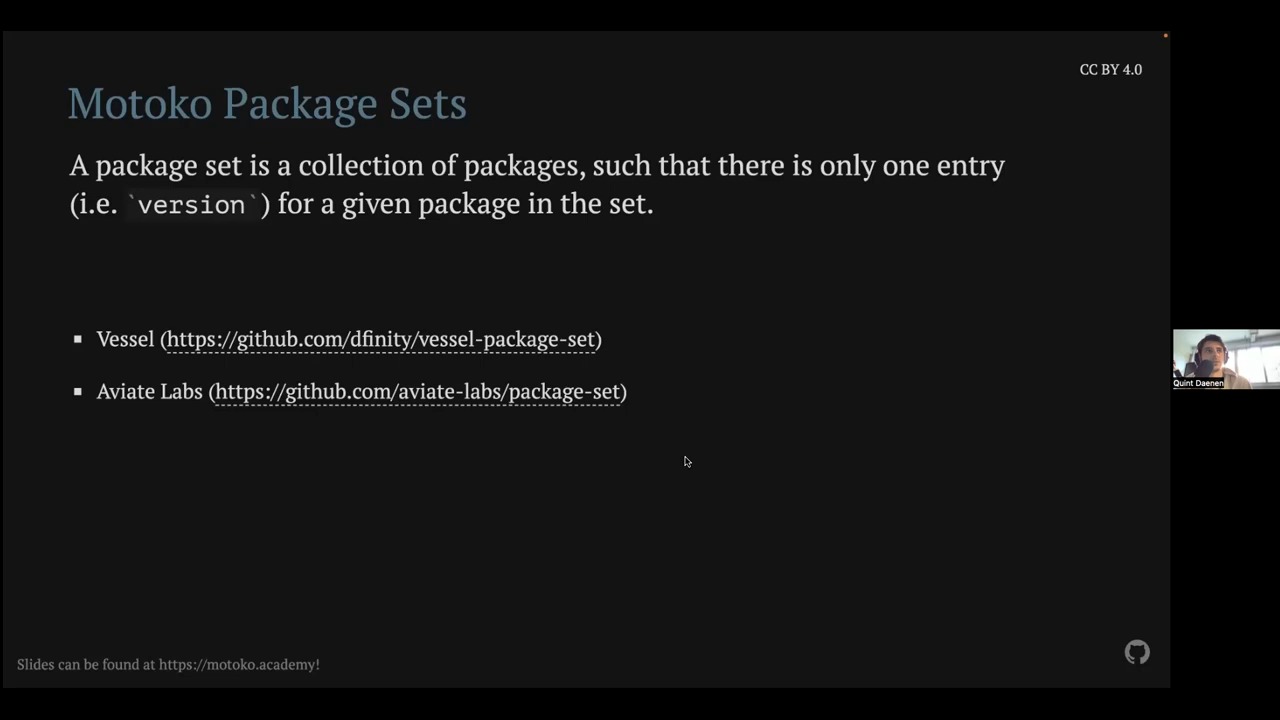 CC BY 4.0
Motoko Package Sets
A package set is a collection of packages, such that there is only one entry
(i.e. `version`) for a given package in the set.
▪ Vessel (https://github.com/dfinity/vessel-package-set)
▪ Aviate Labs (https://github.com/aviate-labs/package-set)
Quint Daenen
Slides can be found at https://motoko.academy!